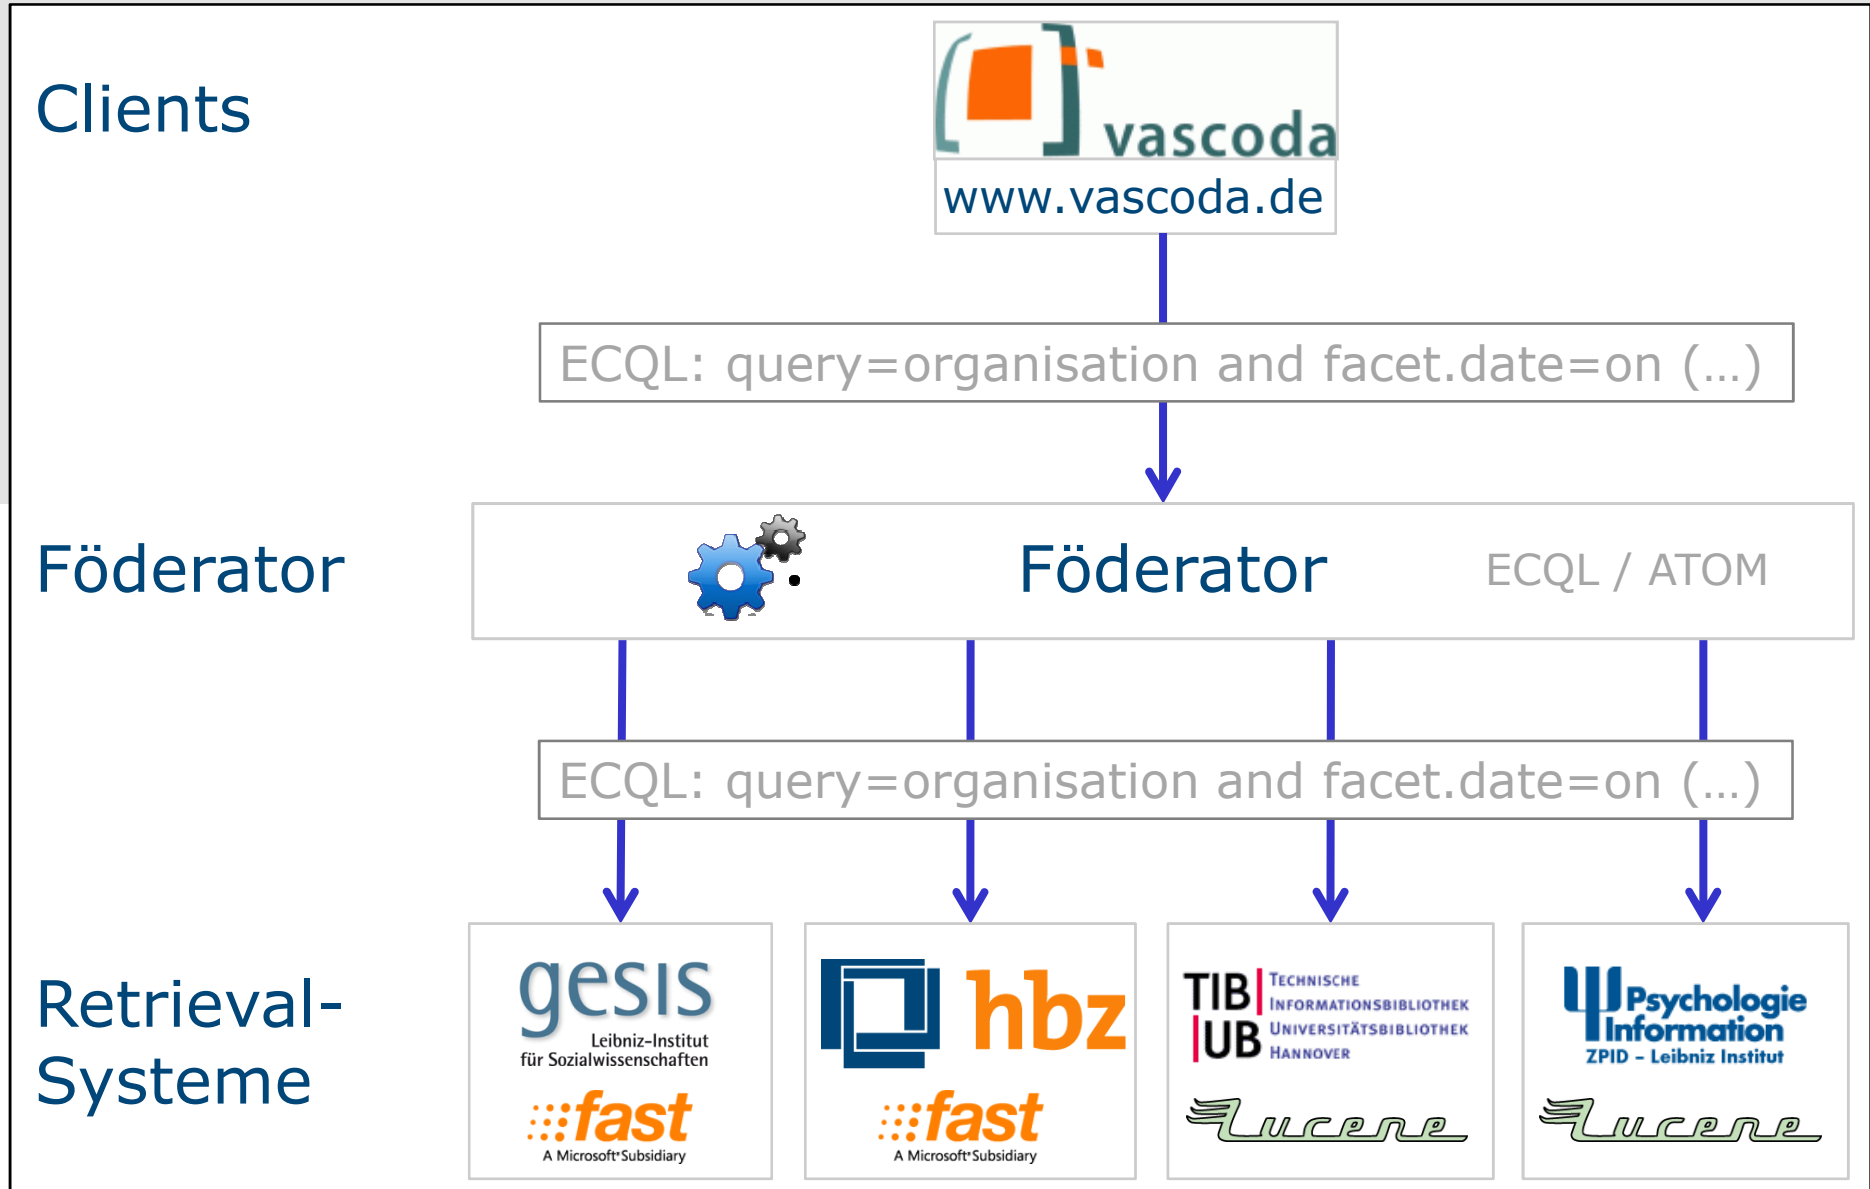 Clients
vascoda
www.vascoda.de
ECQL: query=organisation and facet.date=on (…)
Föderator
Föderator
ECQL / ATOM
ECQL: query=organisation and facet.date=on (…)
Retrieval-
Systeme
gesis
Leibniz-Institut
für Sozialwissenschaften
fast
A Microsoft® Subsidiary
hbz
fast
A Microsoft® Subsidiary
TIB
UB
TECHNISCHE
INFORMATIONSBIBLIOTHEK
UNIVERSITÄTSBIBLIOTHEK
HANNOVER
Lucene
Psychologie
Information
ZPID – Leibniz Institut
Lucene